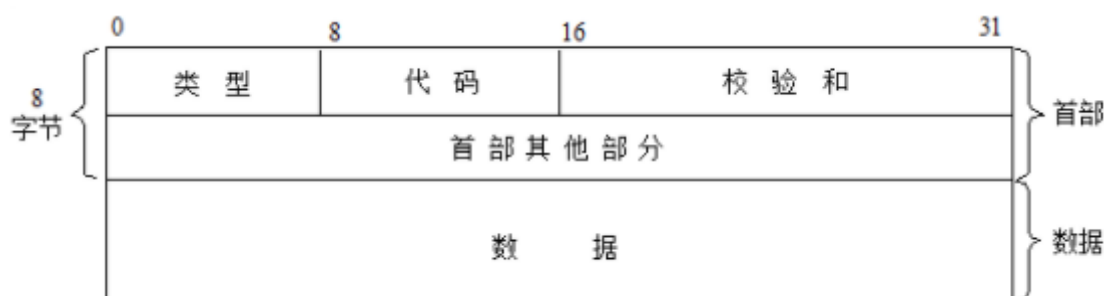 0 8 16 31
类 型 代 码 校 验 和
8
字节
首部
首 部 其 他 部 分
数 据
数据